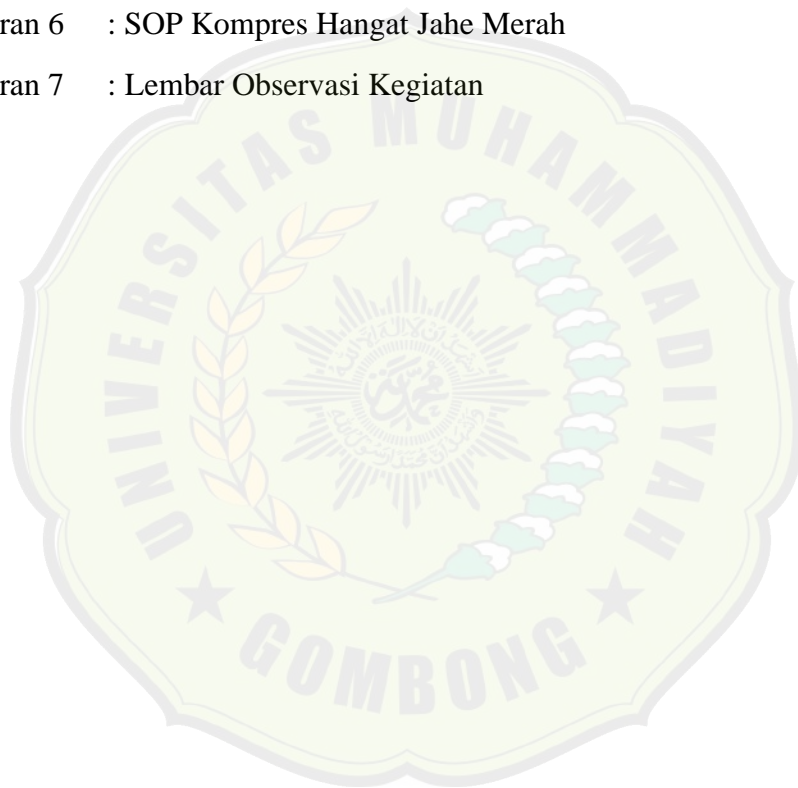 ran 6 : SOP Kompres Hangat Jahe Merah
ran 7 : Lembar Observasi Kegiatan
UNIVERSITAS MUHAMMADIYAH
GOMBONG